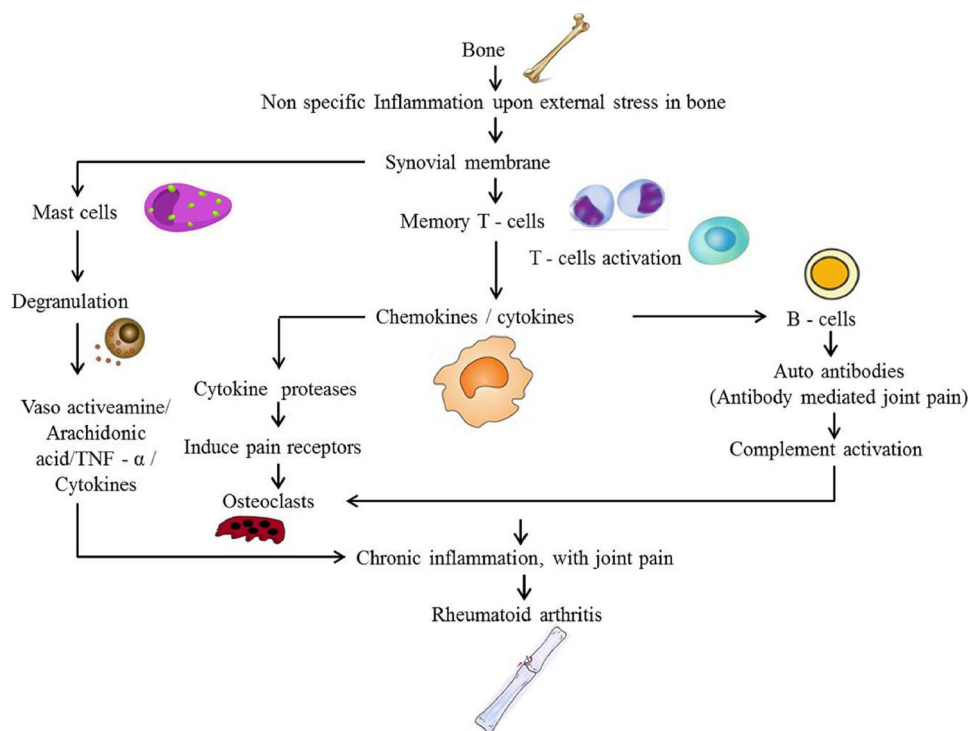 Bone
Non specific Inflammation upon external stress in bone
Synovial membrane
Mast cells
Memory T - cells
T - cells activation
Degranulation
Chemokines / cytokines
B - cells
Cytokine proteases
Auto antibodies
(Antibody mediated joint pain)
Vaso activeamine/
Arachidonic
acid/TNF - α /
Cytokines
Induce pain receptors
Complement activation
Osteoclasts
Chronic inflammation, with joint pain
Rheumatoid arthritis